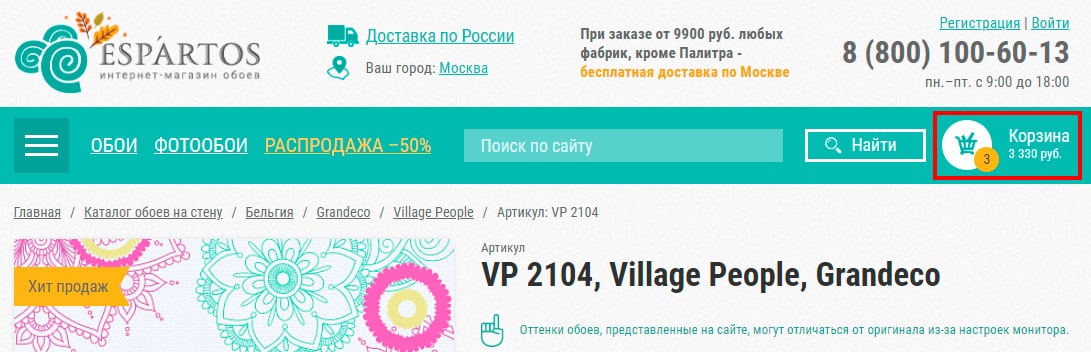 ESPÁRTOS
интернет-магазин обоев
Доставка по России
Ваш город: Москва
При заказе от 9900 руб. любых
фабрик, кроме Палитра -
бесплатная доставка по Москве
Регистрация | Войти
8 (800) 100-60-13
пн.–пт. с 9:00 до 18:00
ОБОИ ФОТООБОИ РАСПРОДАЖА –50%
Поиск по сайту
Найти
3
Корзина
3 330 руб.
Главная / Каталог обоев на стену / Бельгия / Grandeco / Village People / Артикул: VP 2104
Хит продаж
Артикул
VP 2104, Village People, Grandeco
Оттенки обоев, представленные на сайте, могут отличаться от оригинала из-за настроек монитора.